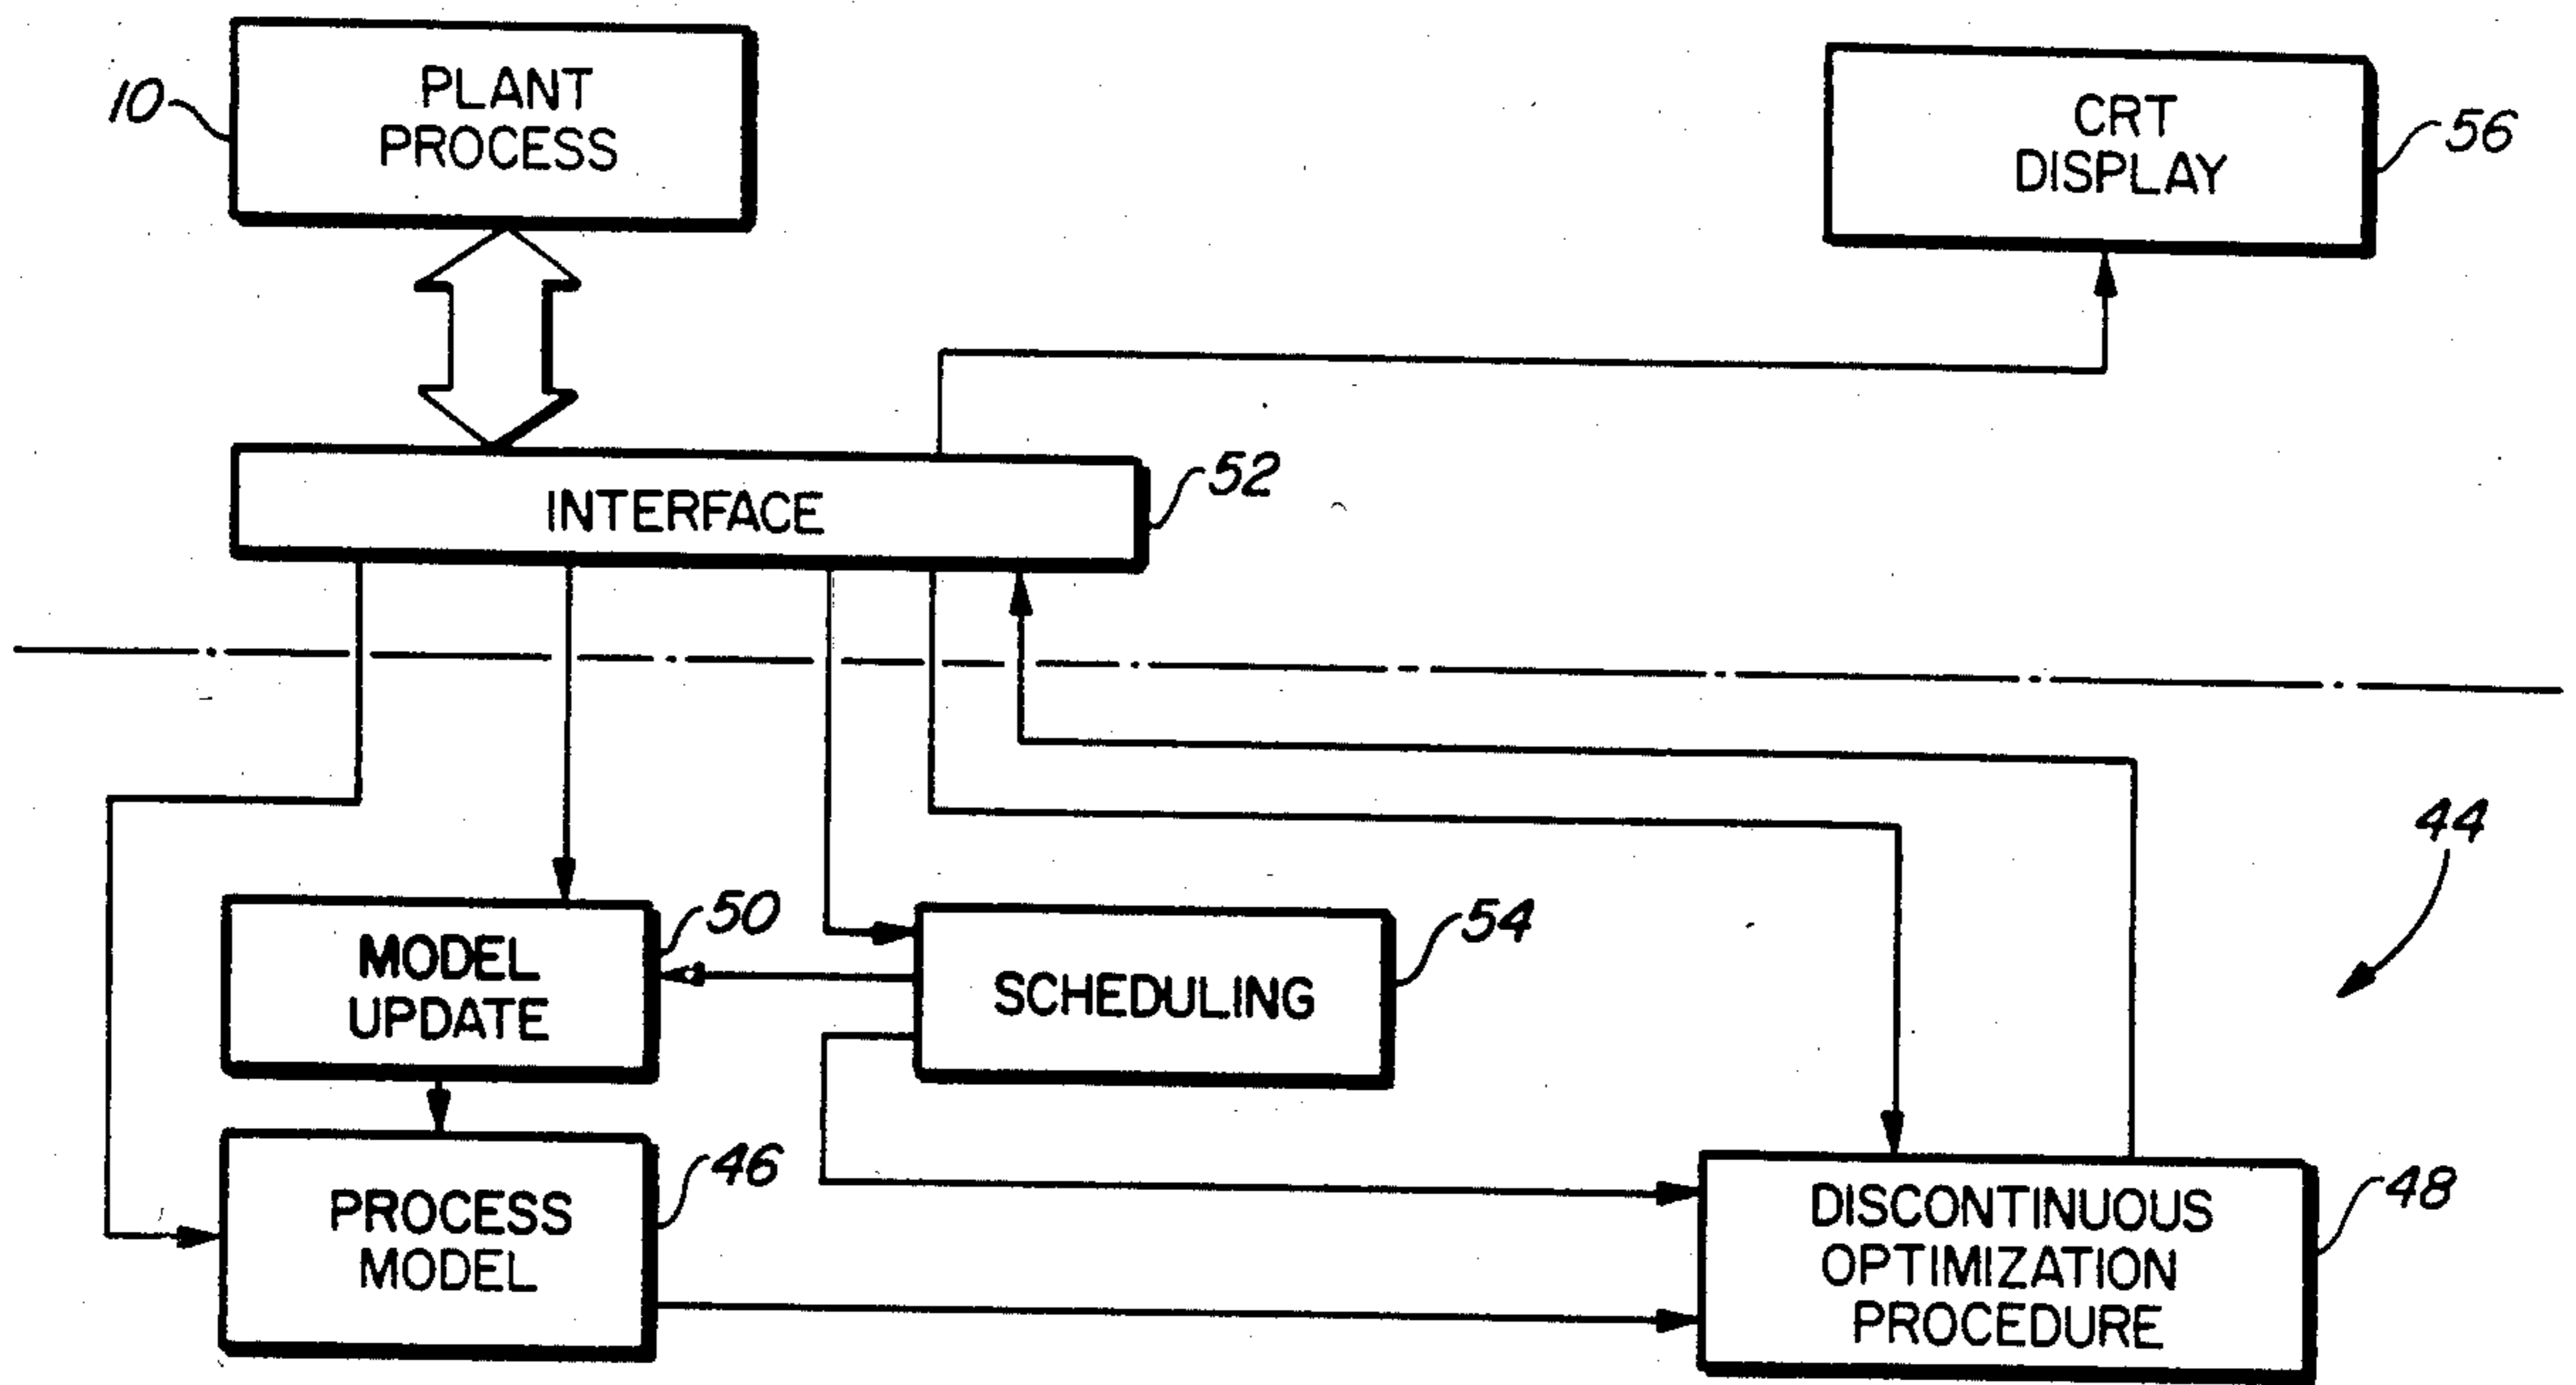 PLANT
PROCESS
10
CRT
DISPLAY
56
INTERFACE
52
44
MODEL
UPDATE
50
SCHEDULING
54
PROCESS
MODEL
46
DISCONTINUOUS
OPTIMIZATION
PROCEDURE
48